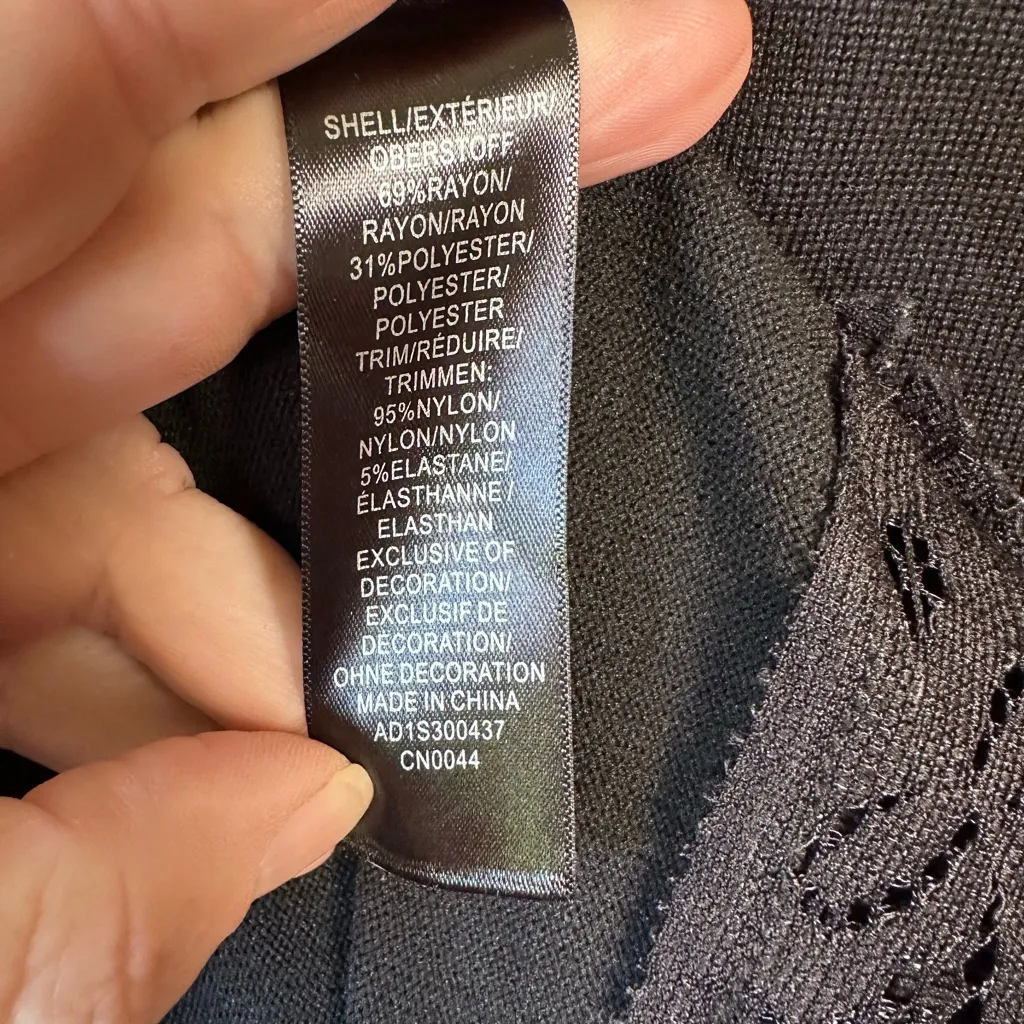 SHELL/EXTÉRIEUR/
OBERSTOFF
69%RAYON/
RAYON/RAYON
31%POLYESTER/
POLYESTER/
POLYESTER
TRIM/RÉDUIRE/
TRIMMEN:
95%NYLON/
NYLON/NYLON
5%ELASTANE/
ÉLASTHANNE/
ELASTHAN
EXCLUSIVE OF
DECORATION/
EXCLUSIF DE
DECORATION/
OHNE DECORATION
MADE IN CHINA
AD1S300437
CN0044